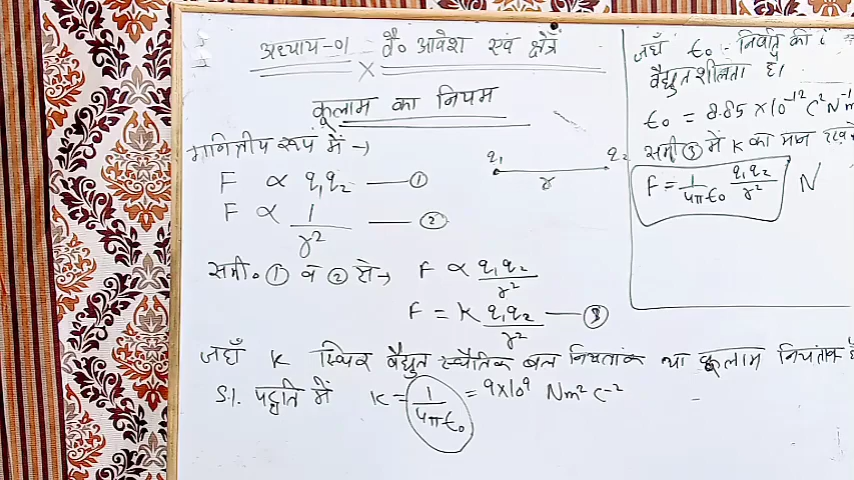 अध्याय-01 वै० आवेश एवं क्षेत्र
×
कूलाम का नियम
गणितीय रूप में →
F ∝ q₁q₂ —— ①
F ∝ 1/r² —— ②
q₁ q₂
r
समी० ① व ② से → F ∝ q₁q₂/r²
F = K q₁q₂/r² —— ③
जहाँ K स्थिर वैद्युत स्थैतिक बल नियतांक या कूलाम नियतांक है
S.I. पद्धति में K = 1/4πε₀ = 9×10⁹ Nm² C⁻²
जहाँ ε₀ - निर्वात की
वैद्युतशीलता है।
ε₀ = 8.85 × 10⁻¹² C² N⁻¹ m
समी ③ में K का मान रखने
F = 1/4πε₀ q₁q₂/r² N